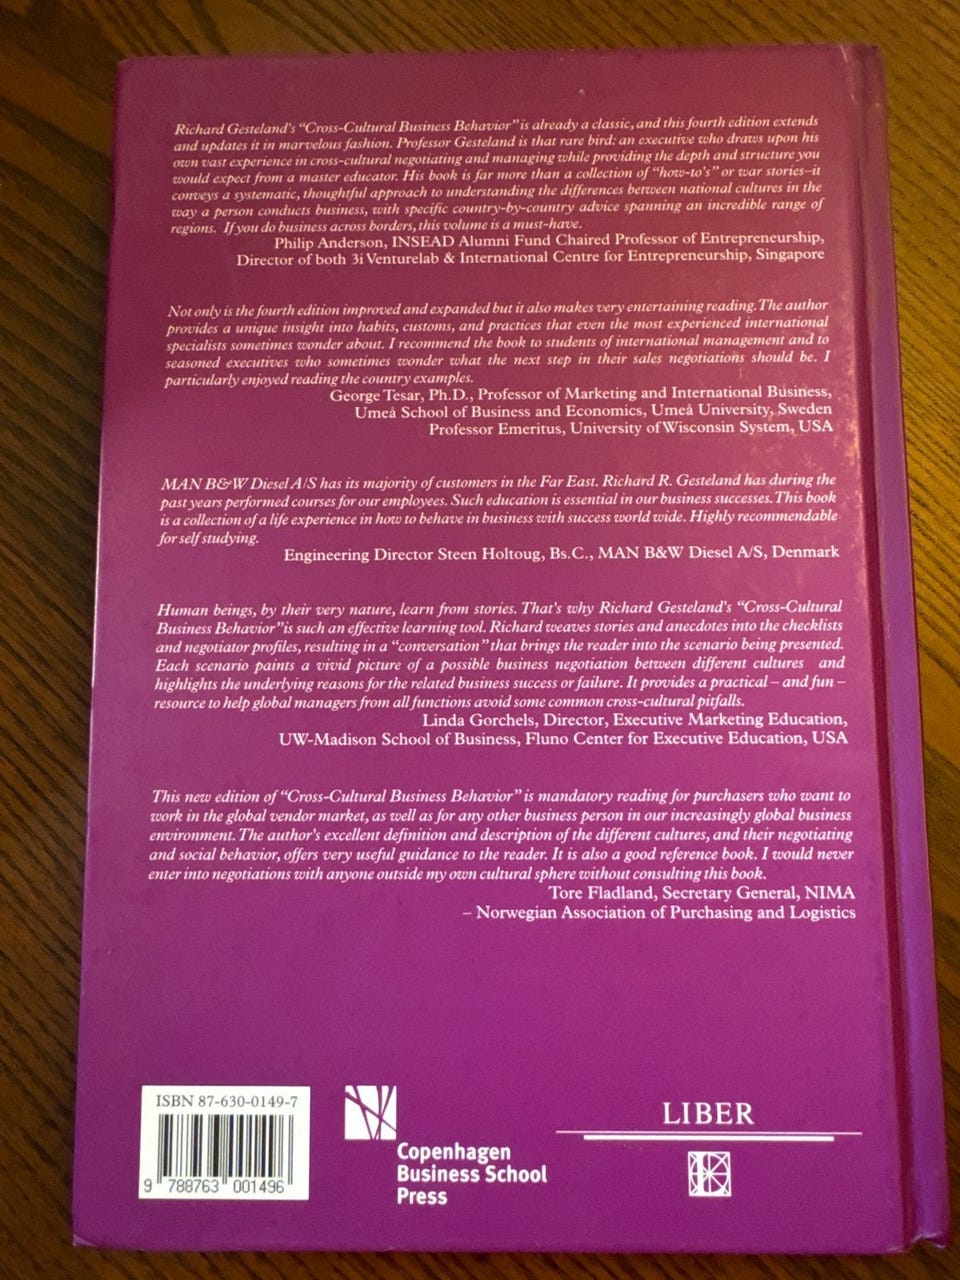 Richard Gesteland's "Cross-Cultural Business Behavior" is already a classic, and this fourth edition extends
and updates it in marvelous fashion. Professor Gesteland is that rare bird: an executive who draws upon his
own vast experience in cross-cultural negotiating and managing while providing the depth and structure you
would expect from a master educator. His book is far more than a collection of "how-to's" or war stories–it
conveys a systematic, thoughtful approach to understanding the differences between national cultures in the
way a person conducts business, with specific country-by-country advice spanning an incredible range of
regions. If you do business across borders, this volume is a must-have.
Philip Anderson, INSEAD Alumni Fund Chaired Professor of Entrepreneurship,
Director of both 3i Venturelab & International Centre for Entrepreneurship, Singapore
Not only is the fourth edition improved and expanded but it also makes very entertaining reading. The author
provides a unique insight into habits, customs, and practices that even the most experienced international
specialists sometimes wonder about. I recommend the book to students of international management and to
seasoned executives who sometimes wonder what the next step in their sales negotiations should be. I
particularly enjoyed reading the country examples.
George Tesar, Ph.D., Professor of Marketing and International Business,
Umeå School of Business and Economics, Umeå University, Sweden
Professor Emeritus, University of Wisconsin System, USA
MAN B&W Diesel A/S has its majority of customers in the Far East. Richard R. Gesteland has during the
past years performed courses for our employees. Such education is essential in our business successes. This book
is a collection of a life experience in how to behave in business with success world wide. Highly recommendable
for self studying.
Engineering Director Steen Holtoug, Bs.C., MAN B&W Diesel A/S, Denmark
Human beings, by their very nature, learn from stories. That's why Richard Gesteland's "Cross-Cultural
Business Behavior" is such an effective learning tool. Richard weaves stories and anecdotes into the checklists
and negotiator profiles, resulting in a "conversation" that brings the reader into the scenario being presented.
Each scenario paints a vivid picture of a possible business negotiation between different cultures and
highlights the underlying reasons for the related business success or failure. It provides a practical – and fun –
resource to help global managers from all functions avoid some common cross-cultural pitfalls.
Linda Gorchels, Director, Executive Marketing Education,
UW-Madison School of Business, Fluno Center for Executive Education, USA
This new edition of "Cross-Cultural Business Behavior" is mandatory reading for purchasers who want to
work in the global vendor market, as well as for any other business person in our increasingly global business
environment. The author's excellent definition and description of the different cultures, and their negotiating
and social behavior, offers very useful guidance to the reader. It is also a good reference book. I would never
enter into negotiations with anyone outside my own cultural sphere without consulting this book.
Tore Fladland, Secretary General, NIMA
– Norwegian Association of Purchasing and Logistics
ISBN 87-630-0149-7
9 788763 001496
Copenhagen
Business School
Press
LIBER